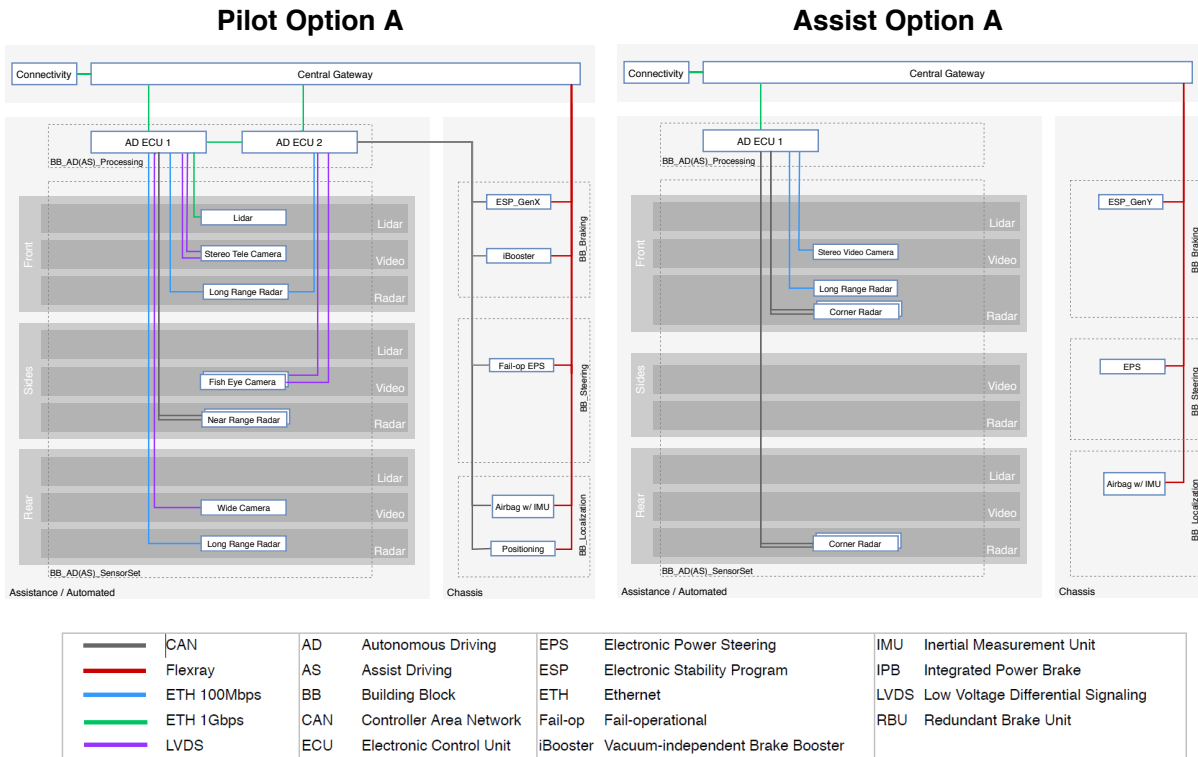 Pilot Option A
Connectivity
Central Gateway
AD ECU 1
AD ECU 2
BB_AD(AS)_Processing
Front
Lidar
Lidar
Stereo Tele Camera
Video
Long Range Radar
Radar
Sides
Lidar
Fish Eye Camera
Video
Near Range Radar
Radar
Rear
Lidar
Wide Camera
Video
Long Range Radar
Radar
BB_AD(AS)_SensorSet
Assistance / Automated
ESP_GenX
iBooster
BB_Braking
Fail-op EPS
BB_Steering
Airbag w/ IMU
Positioning
BB_Localization
Chassis
Assist Option A
Connectivity
Central Gateway
AD ECU 1
BB_AD(AS)_Processing
Front
Lidar
Stereo Video Camera
Video
Long Range Radar
Corner Radar
Radar
Sides
Video
Radar
Rear
Lidar
Video
Corner Radar
Radar
BB_AD(AS)_SensorSet
Assistance / Automated
ESP_GenY
BB_Braking
EPS
BB_Steering
Airbag w/ IMU
BB_Localization
Chassis
CAN AD Autonomous Driving EPS Electronic Power Steering IMU Inertial Measurement Unit
Flexray AS Assist Driving ESP Electronic Stability Program IPB Integrated Power Brake
ETH 100Mbps BB Building Block ETH Ethernet LVDS Low Voltage Differential Signaling
ETH 1Gbps CAN Controller Area Network Fail-op Fail-operational RBU Redundant Brake Unit
LVDS ECU Electronic Control Unit iBooster Vacuum-independent Brake Booster